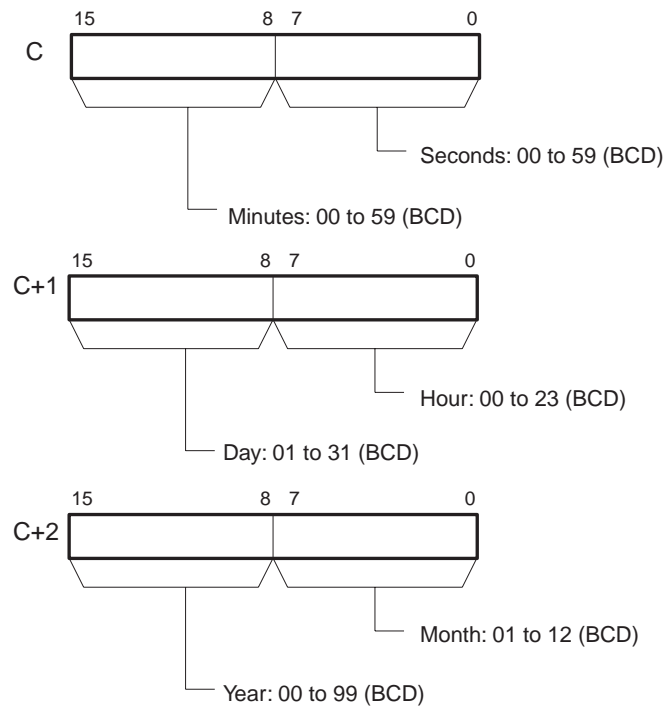 15 8 7 0
C
Seconds: 00 to 59 (BCD)
Minutes: 00 to 59 (BCD)
15 8 7 0
C+1
Hour: 00 to 23 (BCD)
Day: 01 to 31 (BCD)
15 8 7 0
C+2
Month: 01 to 12 (BCD)
Year: 00 to 99 (BCD)